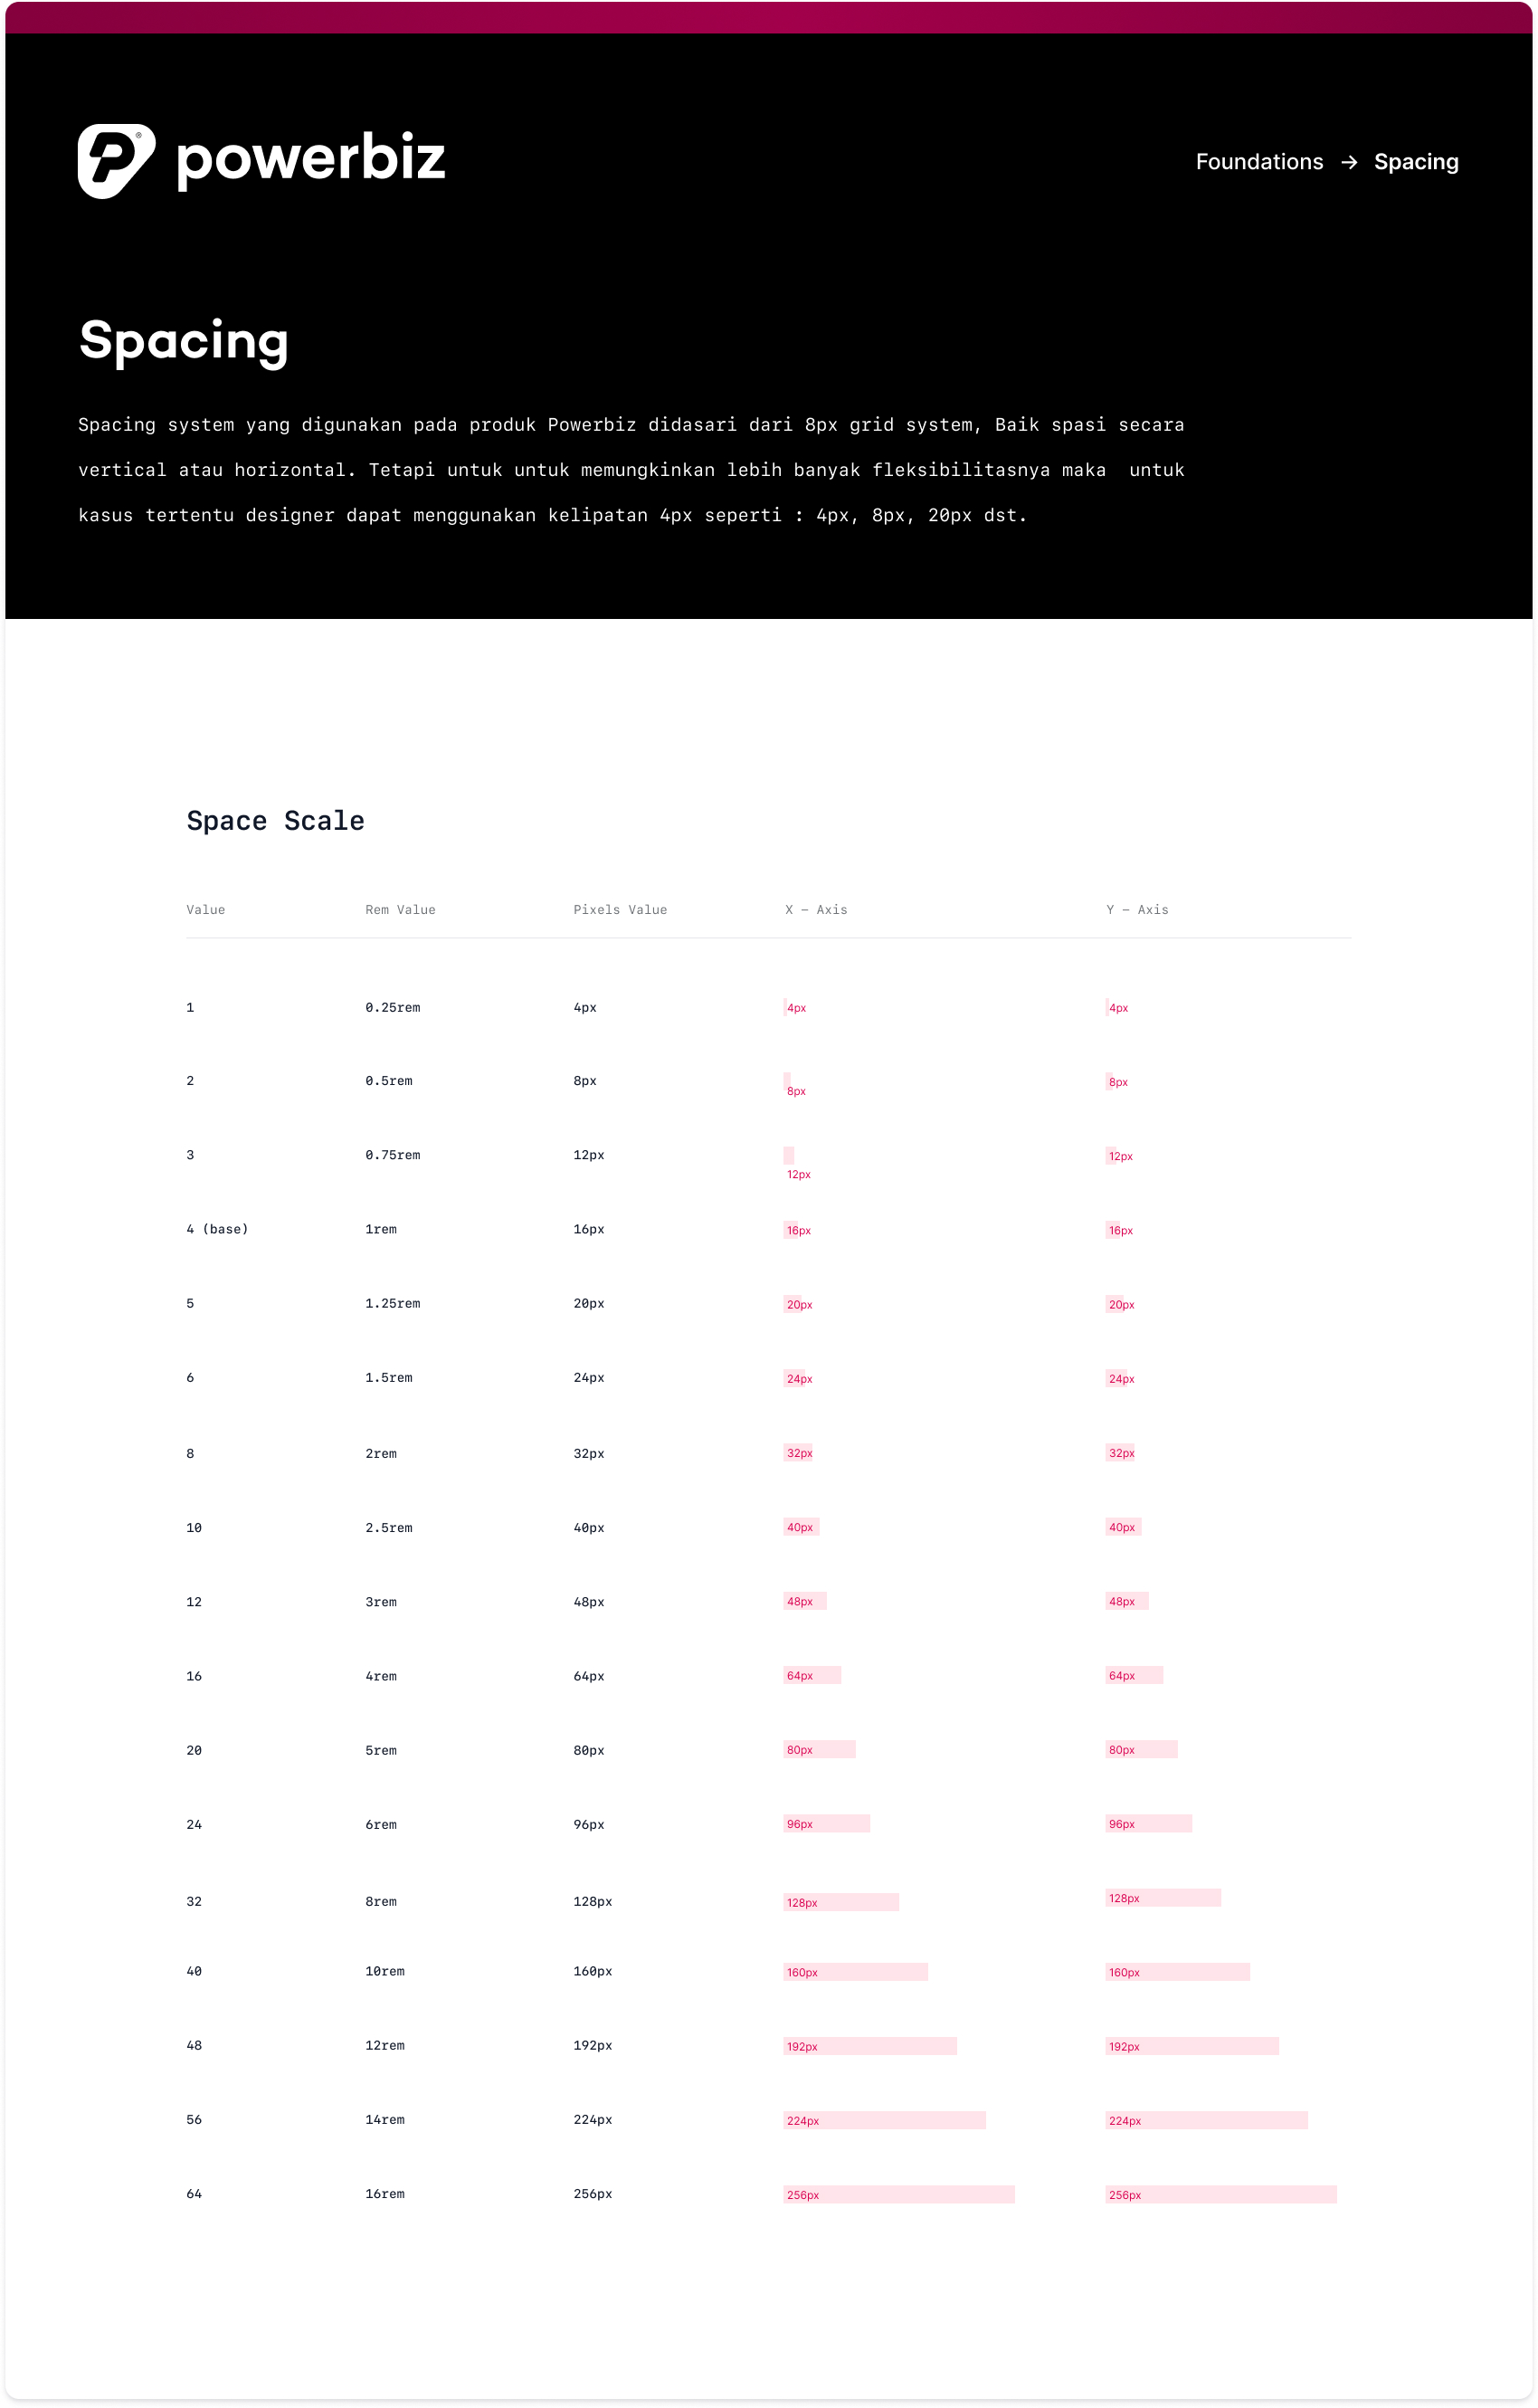 powerbiz
Foundations → Spacing
Spacing
Spacing system yang digunakan pada produk Powerbiz didasari dari 8px grid system, Baik spasi secara
vertical atau horizontal. Tetapi untuk untuk memungkinkan lebih banyak fleksibilitasnya maka  untuk
kasus tertentu designer dapat menggunakan kelipatan 4px seperti : 4px, 8px, 20px dst.
Space Scale
Value Rem Value Pixels Value X – Axis Y – Axis
1 0.25rem 4px 4px 4px
2 0.5rem 8px 8px 8px
3 0.75rem 12px 12px 12px
4 (base) 1rem 16px 16px 16px
5 1.25rem 20px 20px 20px
6 1.5rem 24px 24px 24px
8 2rem 32px 32px 32px
10 2.5rem 40px 40px 40px
12 3rem 48px 48px 48px
16 4rem 64px 64px 64px
20 5rem 80px 80px 80px
24 6rem 96px 96px 96px
32 8rem 128px 128px 128px
40 10rem 160px 160px 160px
48 12rem 192px 192px 192px
56 14rem 224px 224px 224px
64 16rem 256px 256px 256px